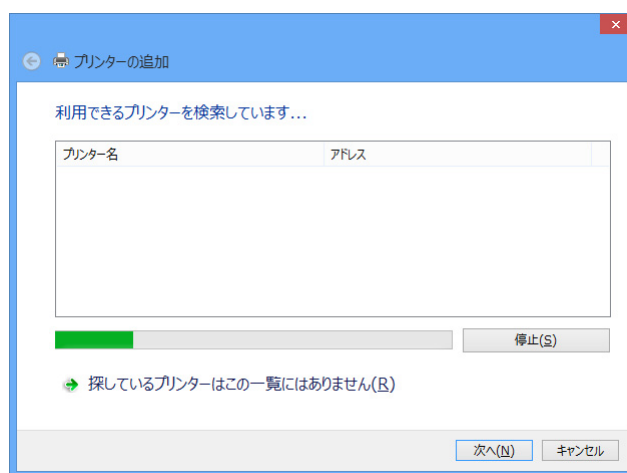 プリンターの追加
利用できるプリンターを検索しています...
プリンター名 アドレス
停止(S)
探しているプリンターはこの一覧にはありません(R)
次へ(N) キャンセル